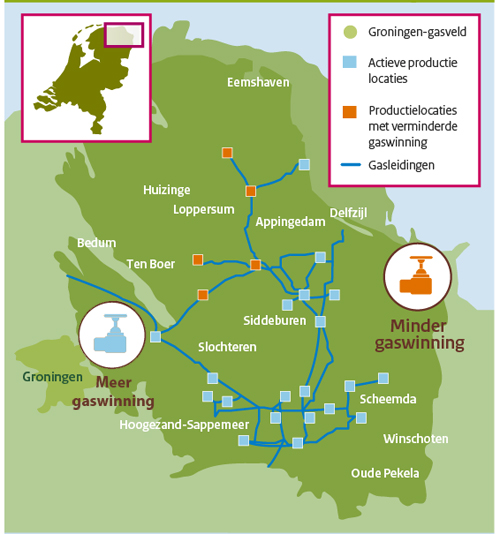 Groningen-gasveld
Actieve productie
locaties
Productielocaties
met verminderde
gaswinning
Gasleidingen
Eemshaven
Huizinge
Loppersum
Appingedam
Delfzijl
Bedum
Ten Boer
Siddeburen
Minder
gaswinning
Slochteren
Groningen
Meer
gaswinning
Scheemda
Hoogezand-Sappemeer
Winschoten
Oude Pekela